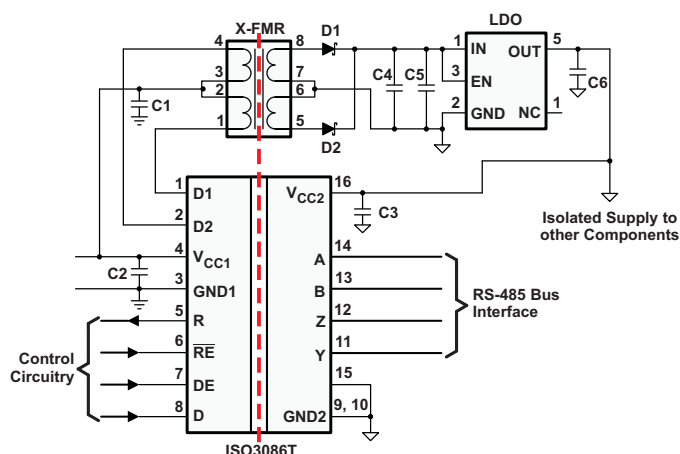 X-FMR
D1
LDO
4
8
1
IN
OUT
5
3
7
C4
C5
3
EN
C6
C1
2
6
2
GND
NC
1
1
5
D2
1
D1
16
VCC2
C3
2
D2
Isolated Supply to
other Components
4
VCC1
C2
14
A
3
GND1
13
B
5
R
12
Z
RS-485 Bus
Interface
6
RE
11
Y
Control
Circuitry
7
DE
15
8
D
9, 10
GND2
ISO3086T